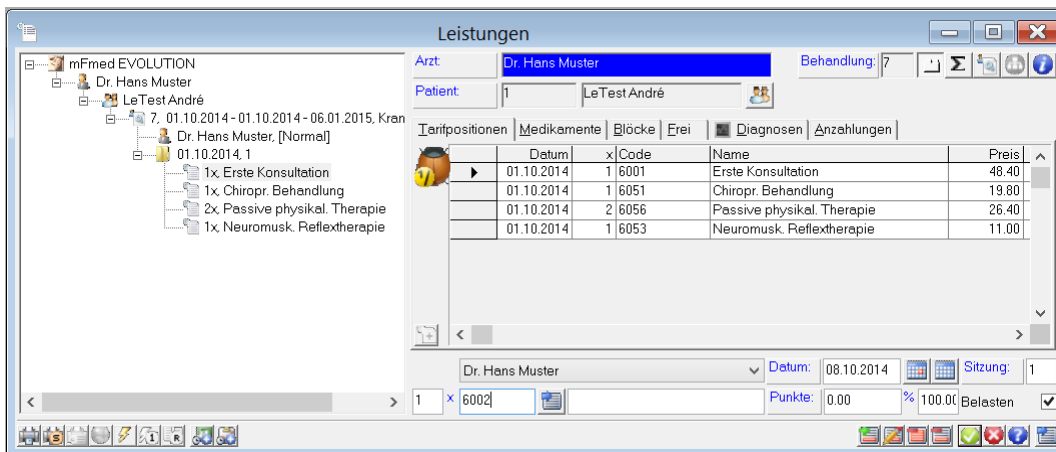 Leistungen
mFmed EVOLUTION
Dr. Hans Muster
LeTest André
7, 01.10.2014 - 01.10.2014 - 06.01.2015, Kran
Dr. Hans Muster, [Normal]
01.10.2014, 1
1x, Erste Konsultation
1x, Chiropr. Behandlung
2x, Passive physikal. Therapie
1x, Neuromusk. Reflextherapie
Arzt: Dr. Hans Muster Behandlung: 7
Patient: 1 LeTest André
Tarifpositionen Medikamente Blöcke Frei Diagnosen Anzahlungen
Datum x Code Name Preis
01.10.2014 1 6001 Erste Konsultation 48.40
01.10.2014 1 6051 Chiropr. Behandlung 19.80
01.10.2014 2 6056 Passive physikal. Therapie 26.40
01.10.2014 1 6053 Neuromusk. Reflextherapie 11.00
Dr. Hans Muster Datum: 08.10.2014 Sitzung: 1
1 x 6002 Punkte: 0.00 % 100.00 Belasten